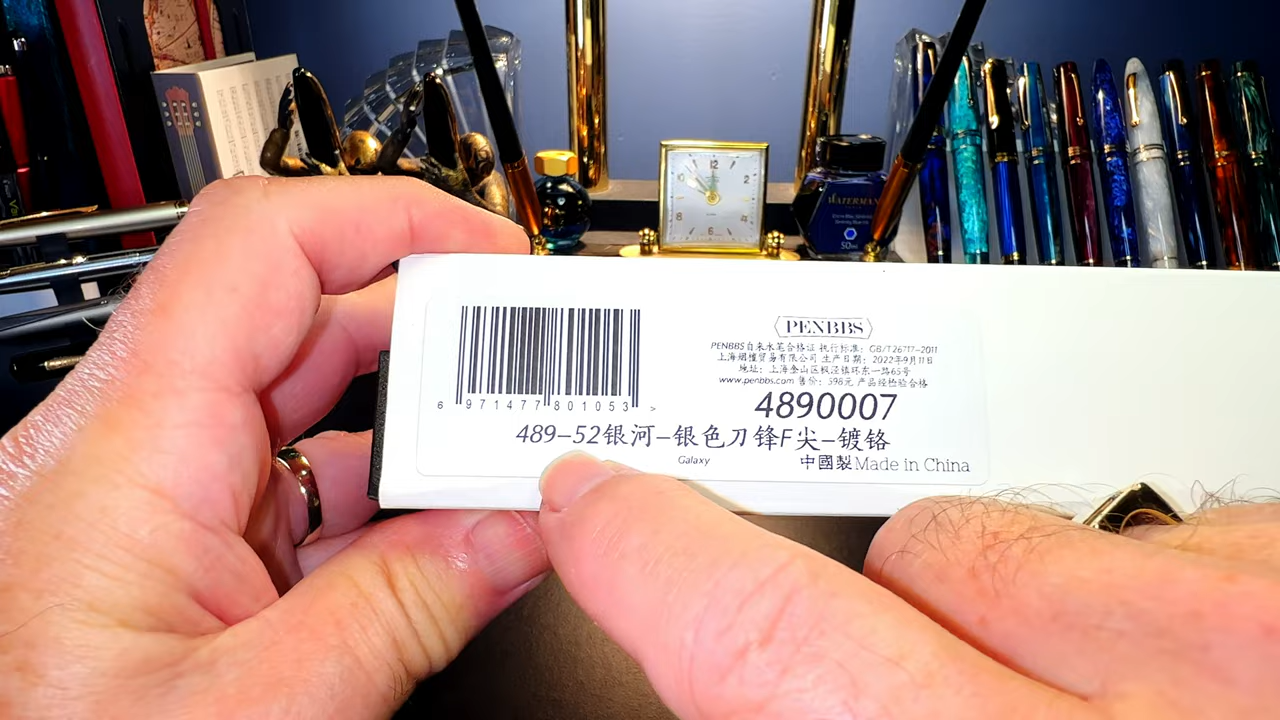 WATERMAN
50ml
PENBBS
PENBBS自来水笔合格证 执行标准: GB/T26717-2011
上海烟檀贸易有限公司 生产日期: 2022年9月11日
地址: 上海金山区枫泾镇环东一路65号
www.penbbs.com 售价: 598元 产品经检验合格
4890007
6 971477 801053 >
489-52银河-银色刀锋F尖-镀铬
Galaxy
中國製Made in China